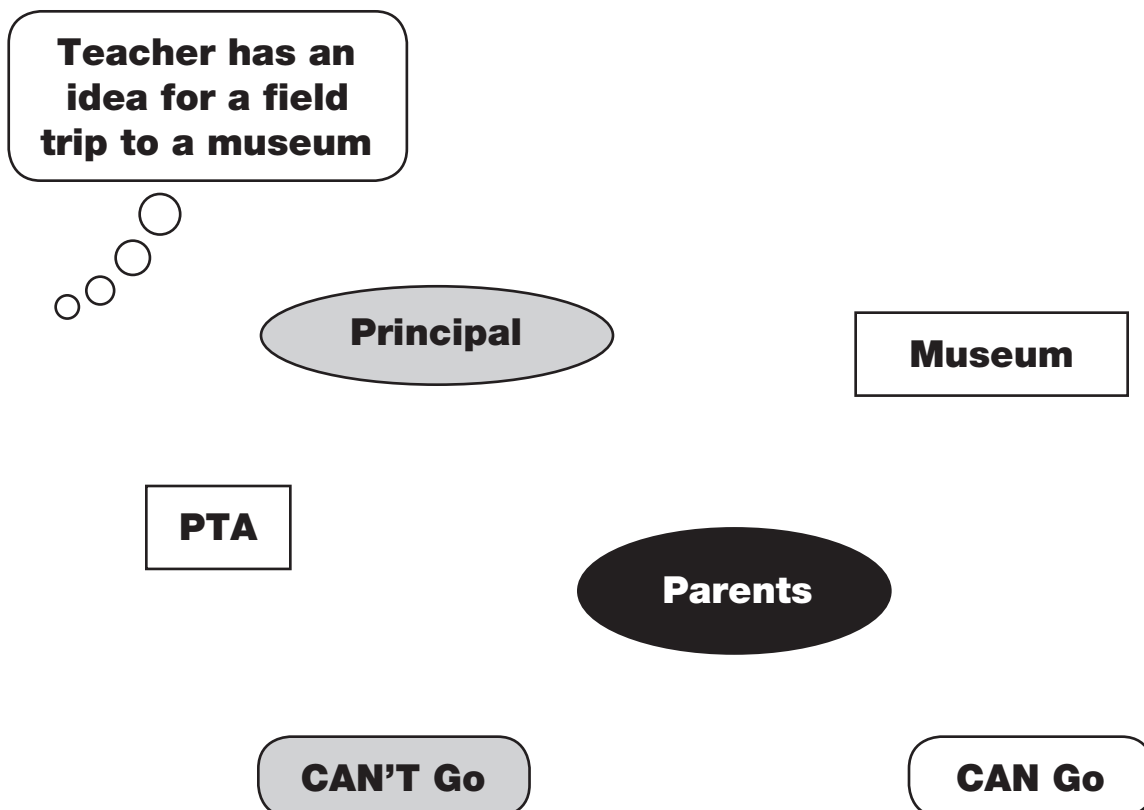 Teacher has an
idea for a field
trip to a museum
Principal
Museum
PTA
Parents
CAN'T Go
CAN Go